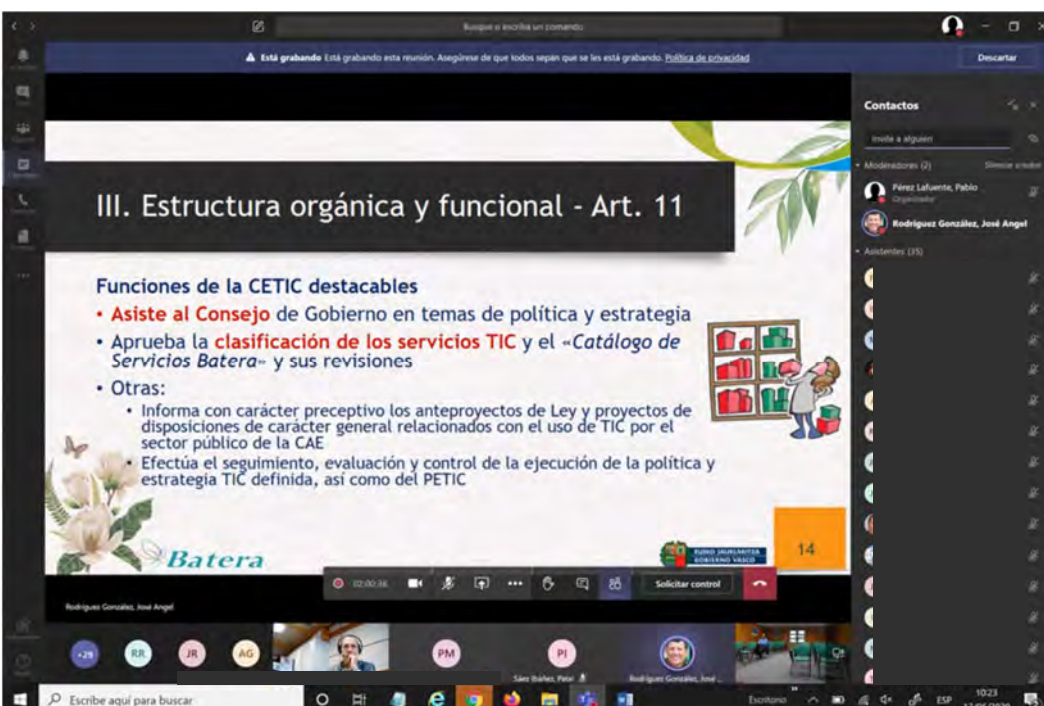 Busque o escriba un comando
Está grabando Está grabando esta reunión. Asegúrese de que todos sepan que se les está grabando. Política de privacidad
Descartar
III. Estructura orgánica y funcional - Art. 11
Funciones de la CETIC destacables
• Asiste al Consejo de Gobierno en temas de política y estrategia
• Aprueba la clasificación de los servicios TIC y el «Catálogo de
Servicios Batera» y sus revisiones
• Otras:
• Informa con carácter preceptivo los anteproyectos de Ley y proyectos de
disposiciones de carácter general relacionados con el uso de TIC por el
sector público de la CAE
• Efectúa el seguimiento, evaluación y control de la ejecución de la política y
estrategia TIC definida, así como del PETIC
Batera
EUSKO JAURLARITZA
GOBIERNO VASCO
14
02:00:36
Solicitar control
Rodríguez González, José Angel
Contactos
Invite a alguien
Moderadores (2)
Pérez Lafuente, Pablo
Organizador
Rodríguez González, José Angel
Asistentes (35)
+29
RR
JR
AG
PM
PI
Rodríguez González, José ...
Escribe aquí para buscar
Escritorio
ESP
10:23